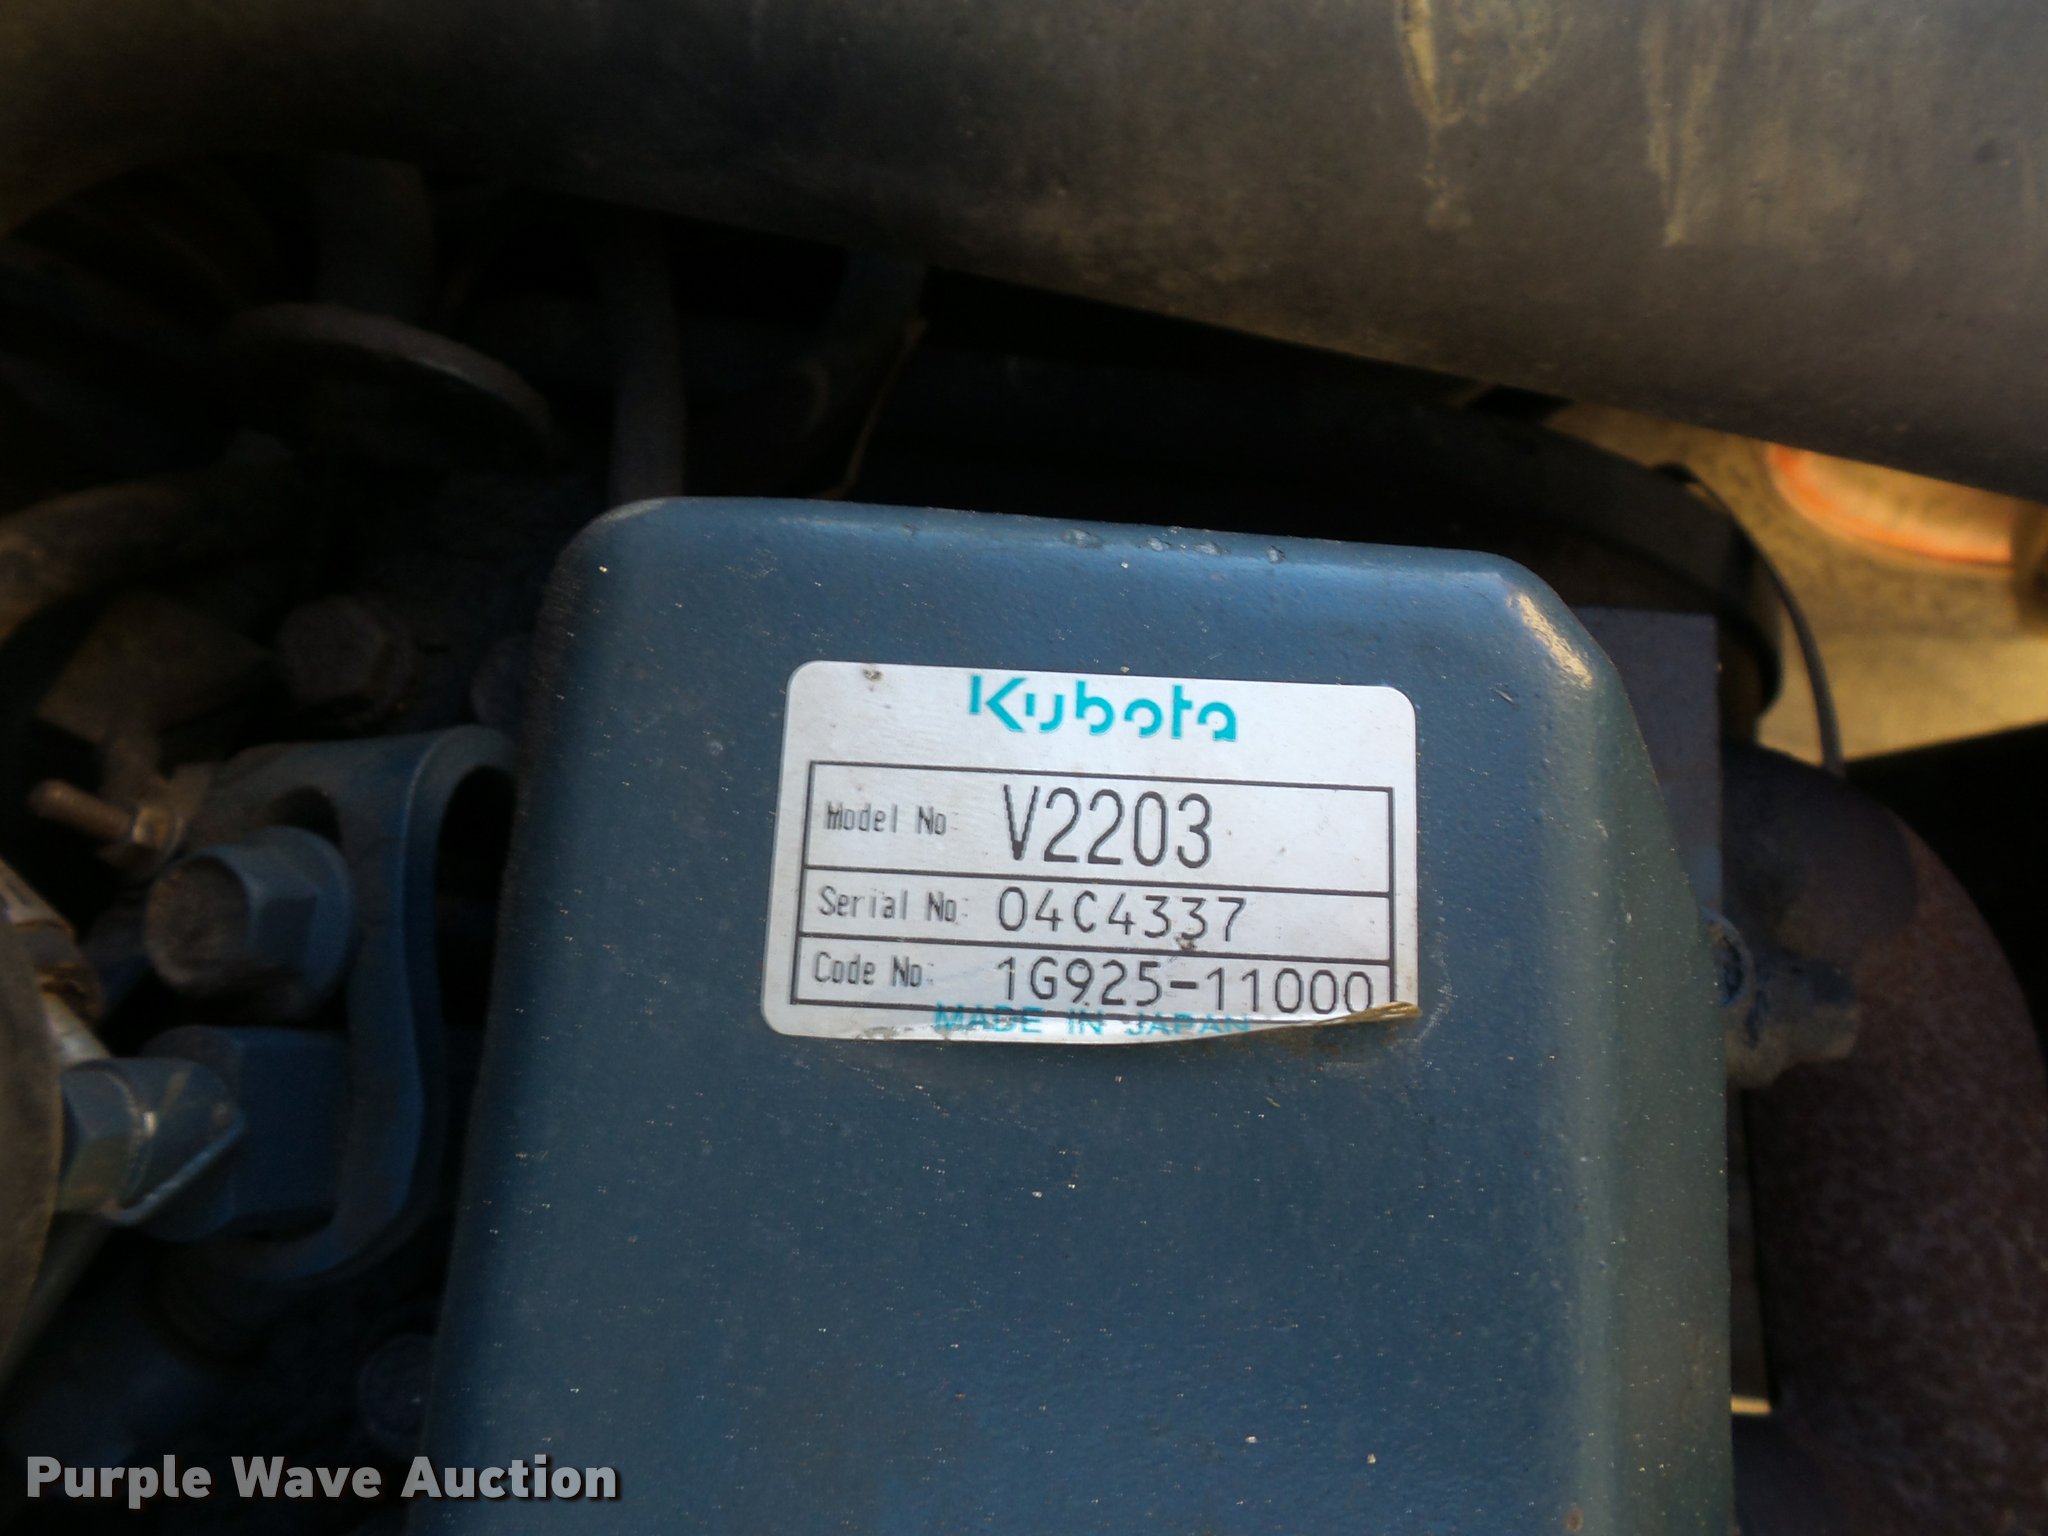 Kubota
Model No. V2203
Serial No. 04C4337
Code No. 1G925-11000
MADE IN JAPAN
Purple Wave Auction